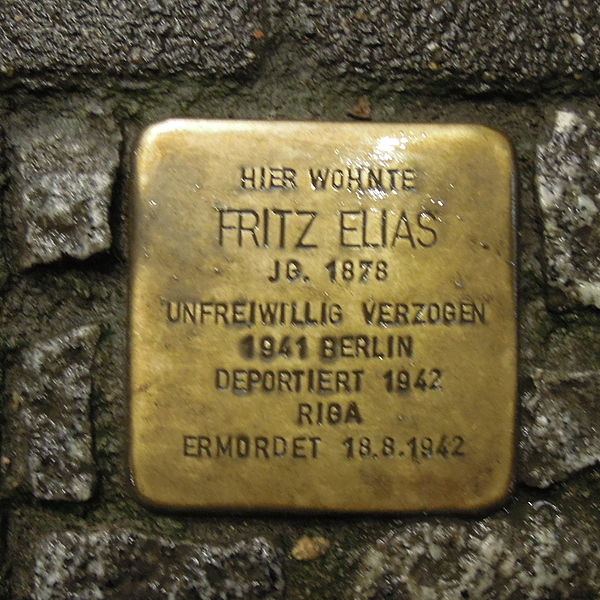 HIER WOHNTE
FRITZ ELIAS
JG. 1878
UNFREIWILLIG VERZOGEN
1941 BERLIN
DEPORTIERT 1942
RIGA
ERMORDET 18.8.1942